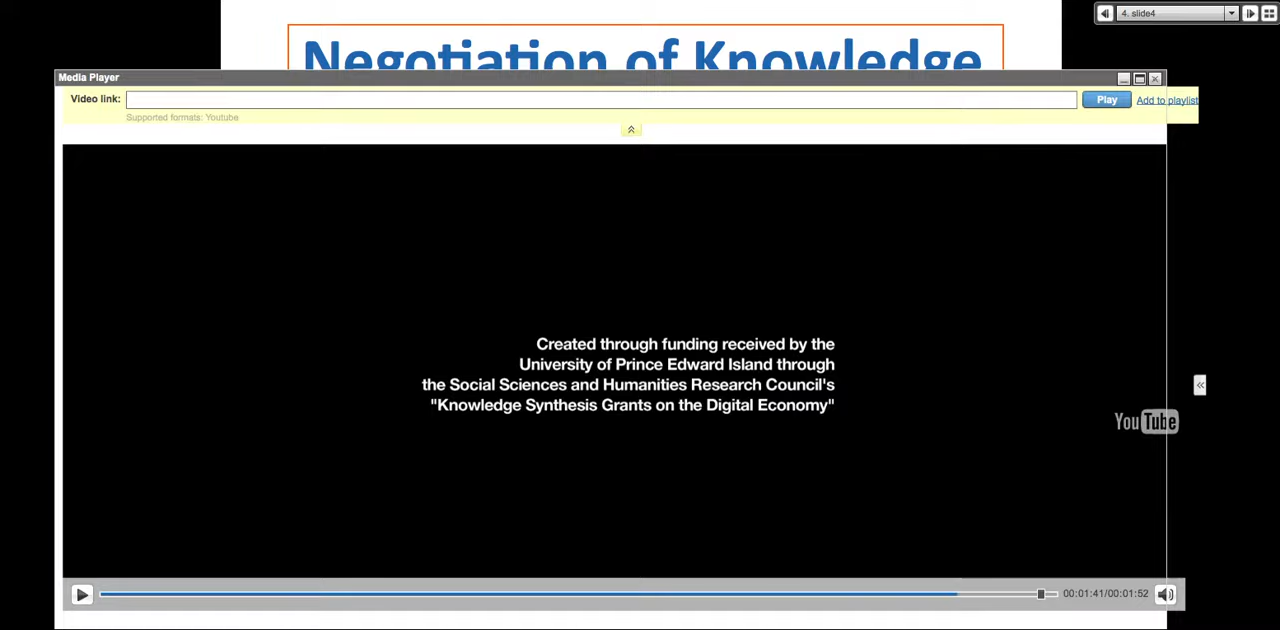 4. slide4
Negotiation of Knowledge
Media Player
Video link:
Play
Add to playlist
Supported formats: Youtube
Created through funding received by the
University of Prince Edward Island through
the Social Sciences and Humanities Research Council's
"Knowledge Synthesis Grants on the Digital Economy"
YouTube
00:01:41/00:01:52